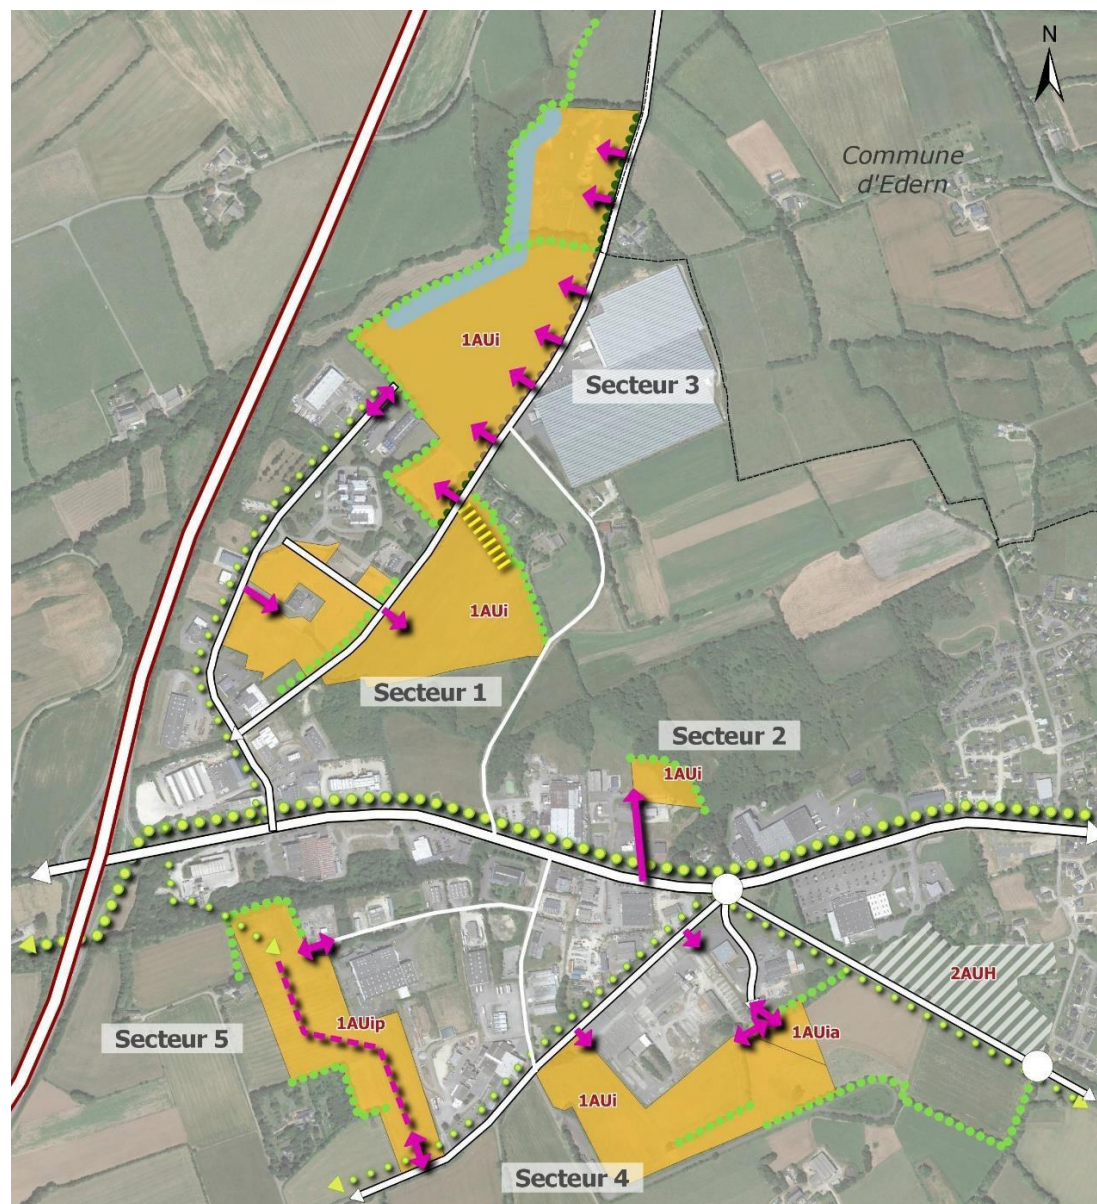 N
Commune
d'Edern
1AUi
Secteur 3
1AUi
Secteur 1
Secteur 2
1AUi
2AUH
1AUip
1AUia
Secteur 5
1AUi
Secteur 4